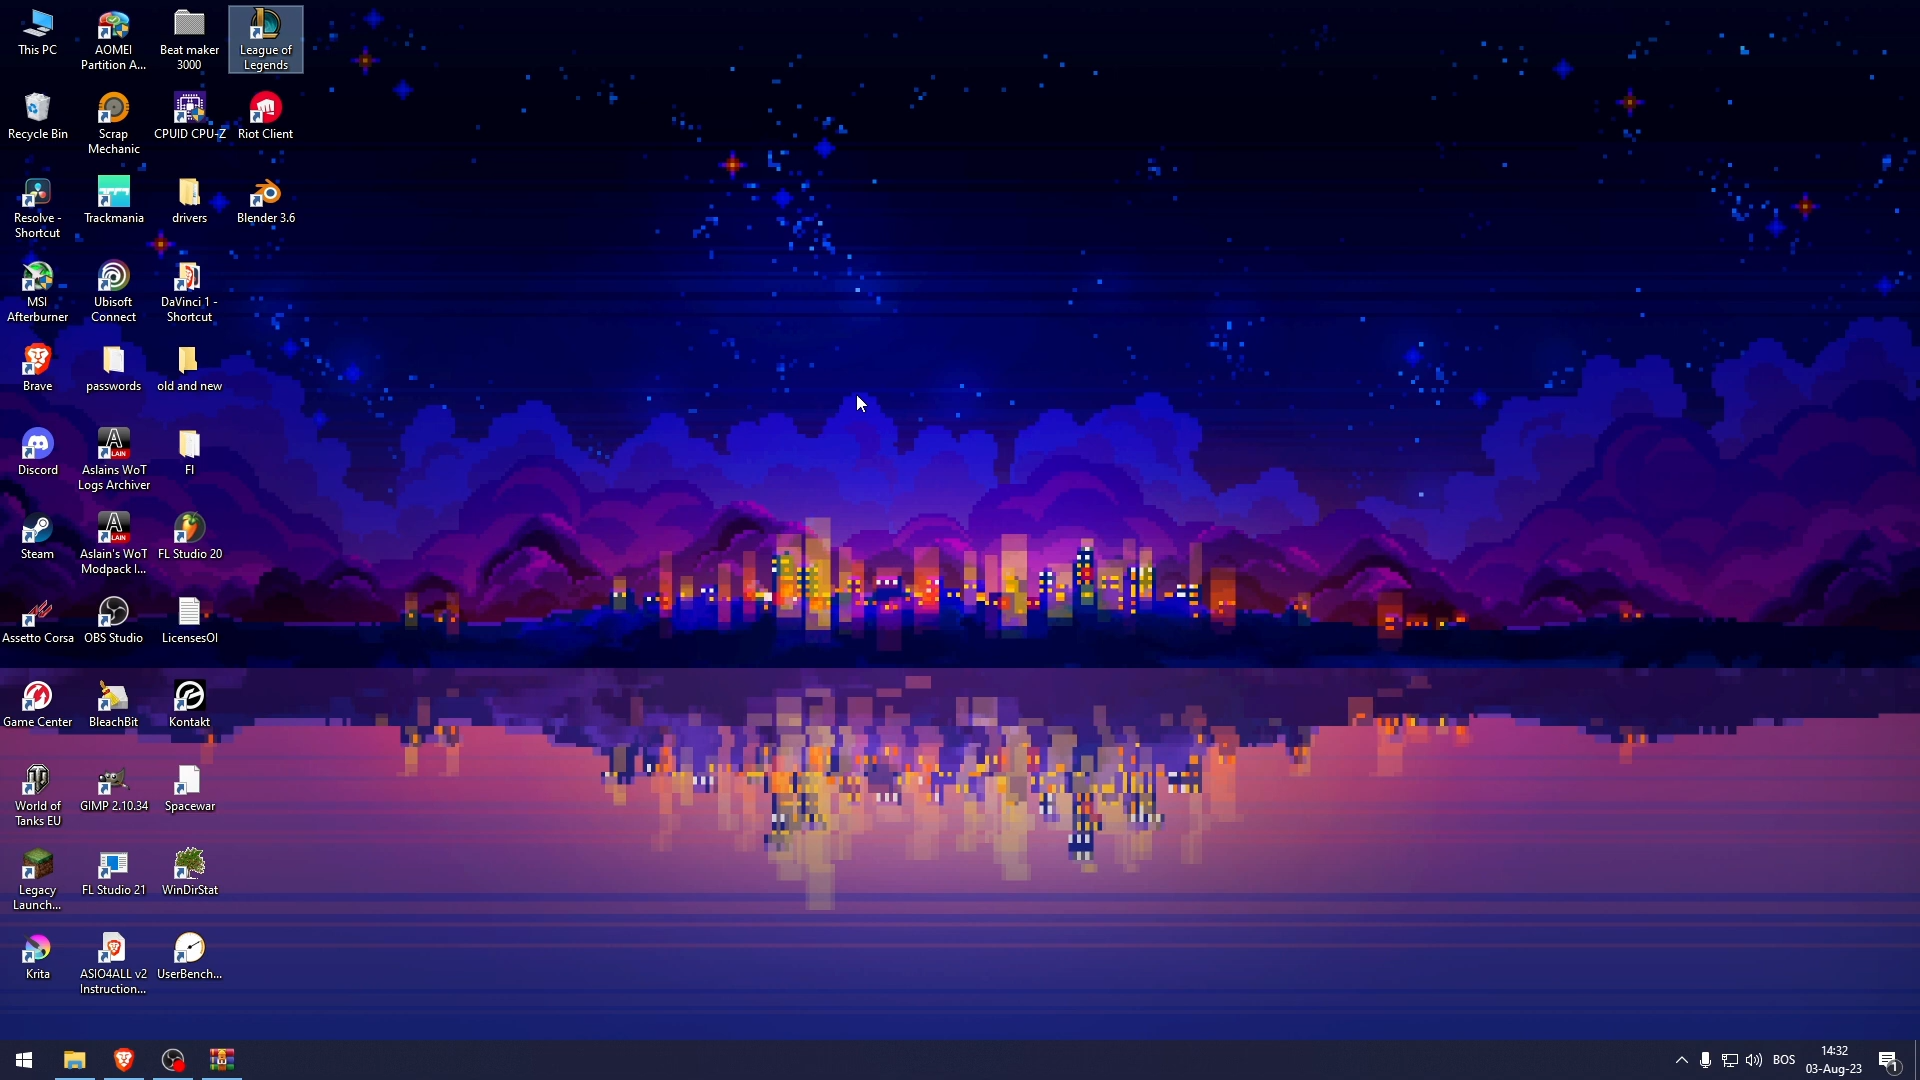 This PC
AOMEI
Partition A...
Beat maker
3000
League of
Legends
Recycle Bin
Scrap
Mechanic
CPUID CPU-Z
Riot Client
Resolve -
Shortcut
Trackmania
drivers
Blender 3.6
MSI
Afterburner
Ubisoft
Connect
DaVinci 1 -
Shortcut
Brave
passwords
old and new
Discord
A
LAIN
Aslains WoT
Logs Archiver
FI
Steam
A
LAIN
Aslain's WoT
Modpack I...
FL Studio 20
Assetto Corsa
OBS Studio
LicensesOI
Game Center
BleachBit
Kontakt
World of
Tanks EU
GIMP 2.10.34
Spacewar
Legacy
Launch...
FL Studio 21
WinDirStat
Krita
ASIO4ALL v2
Instruction...
UserBench...
BOS
14:32
03-Aug-23
1